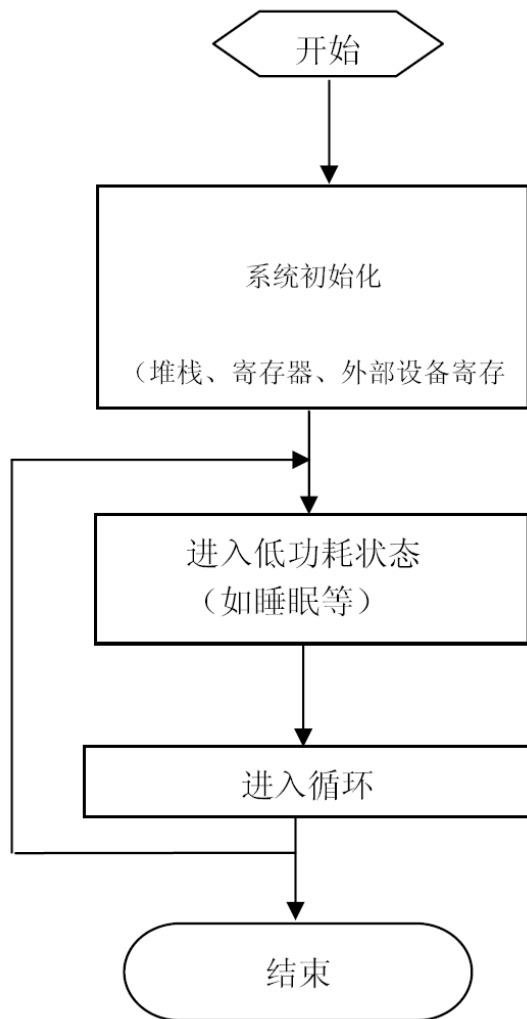 开始
系统初始化
（堆栈、寄存器、外部设备寄存
进入低功耗状态
（如睡眠等）
进入循环
结束